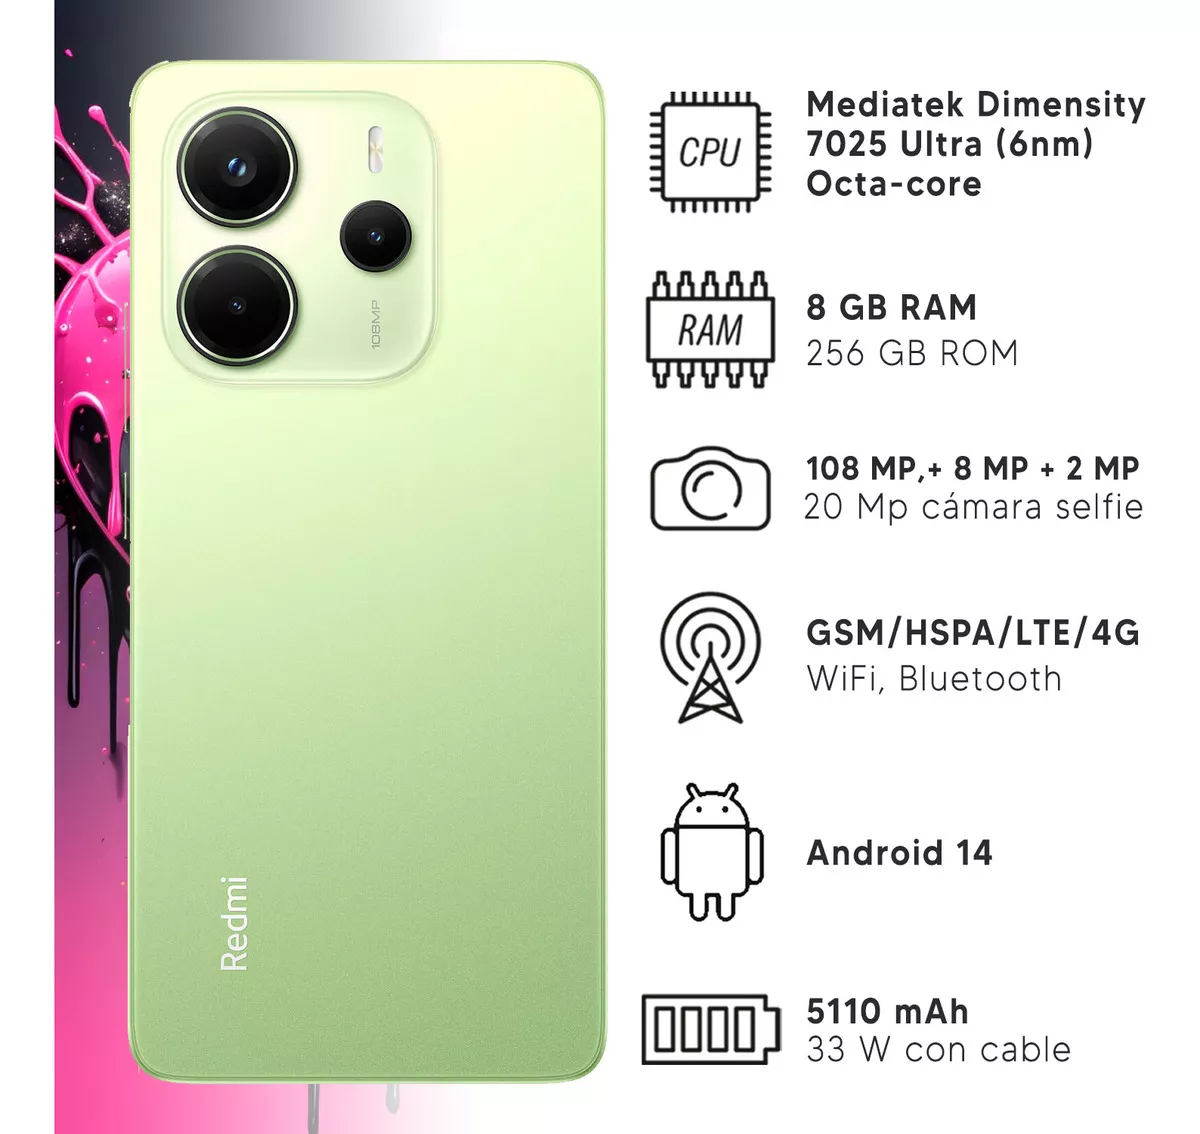 108MP
Redmi
CPU
Mediatek Dimensity
7025 Ultra (6nm)
Octa-core
RAM
8 GB RAM
256 GB ROM
108 MP,+ 8 MP + 2 MP
20 Mp cámara selfie
GSM/HSPA/LTE/4G
WiFi, Bluetooth
Android 14
5110 mAh
33 W con cable